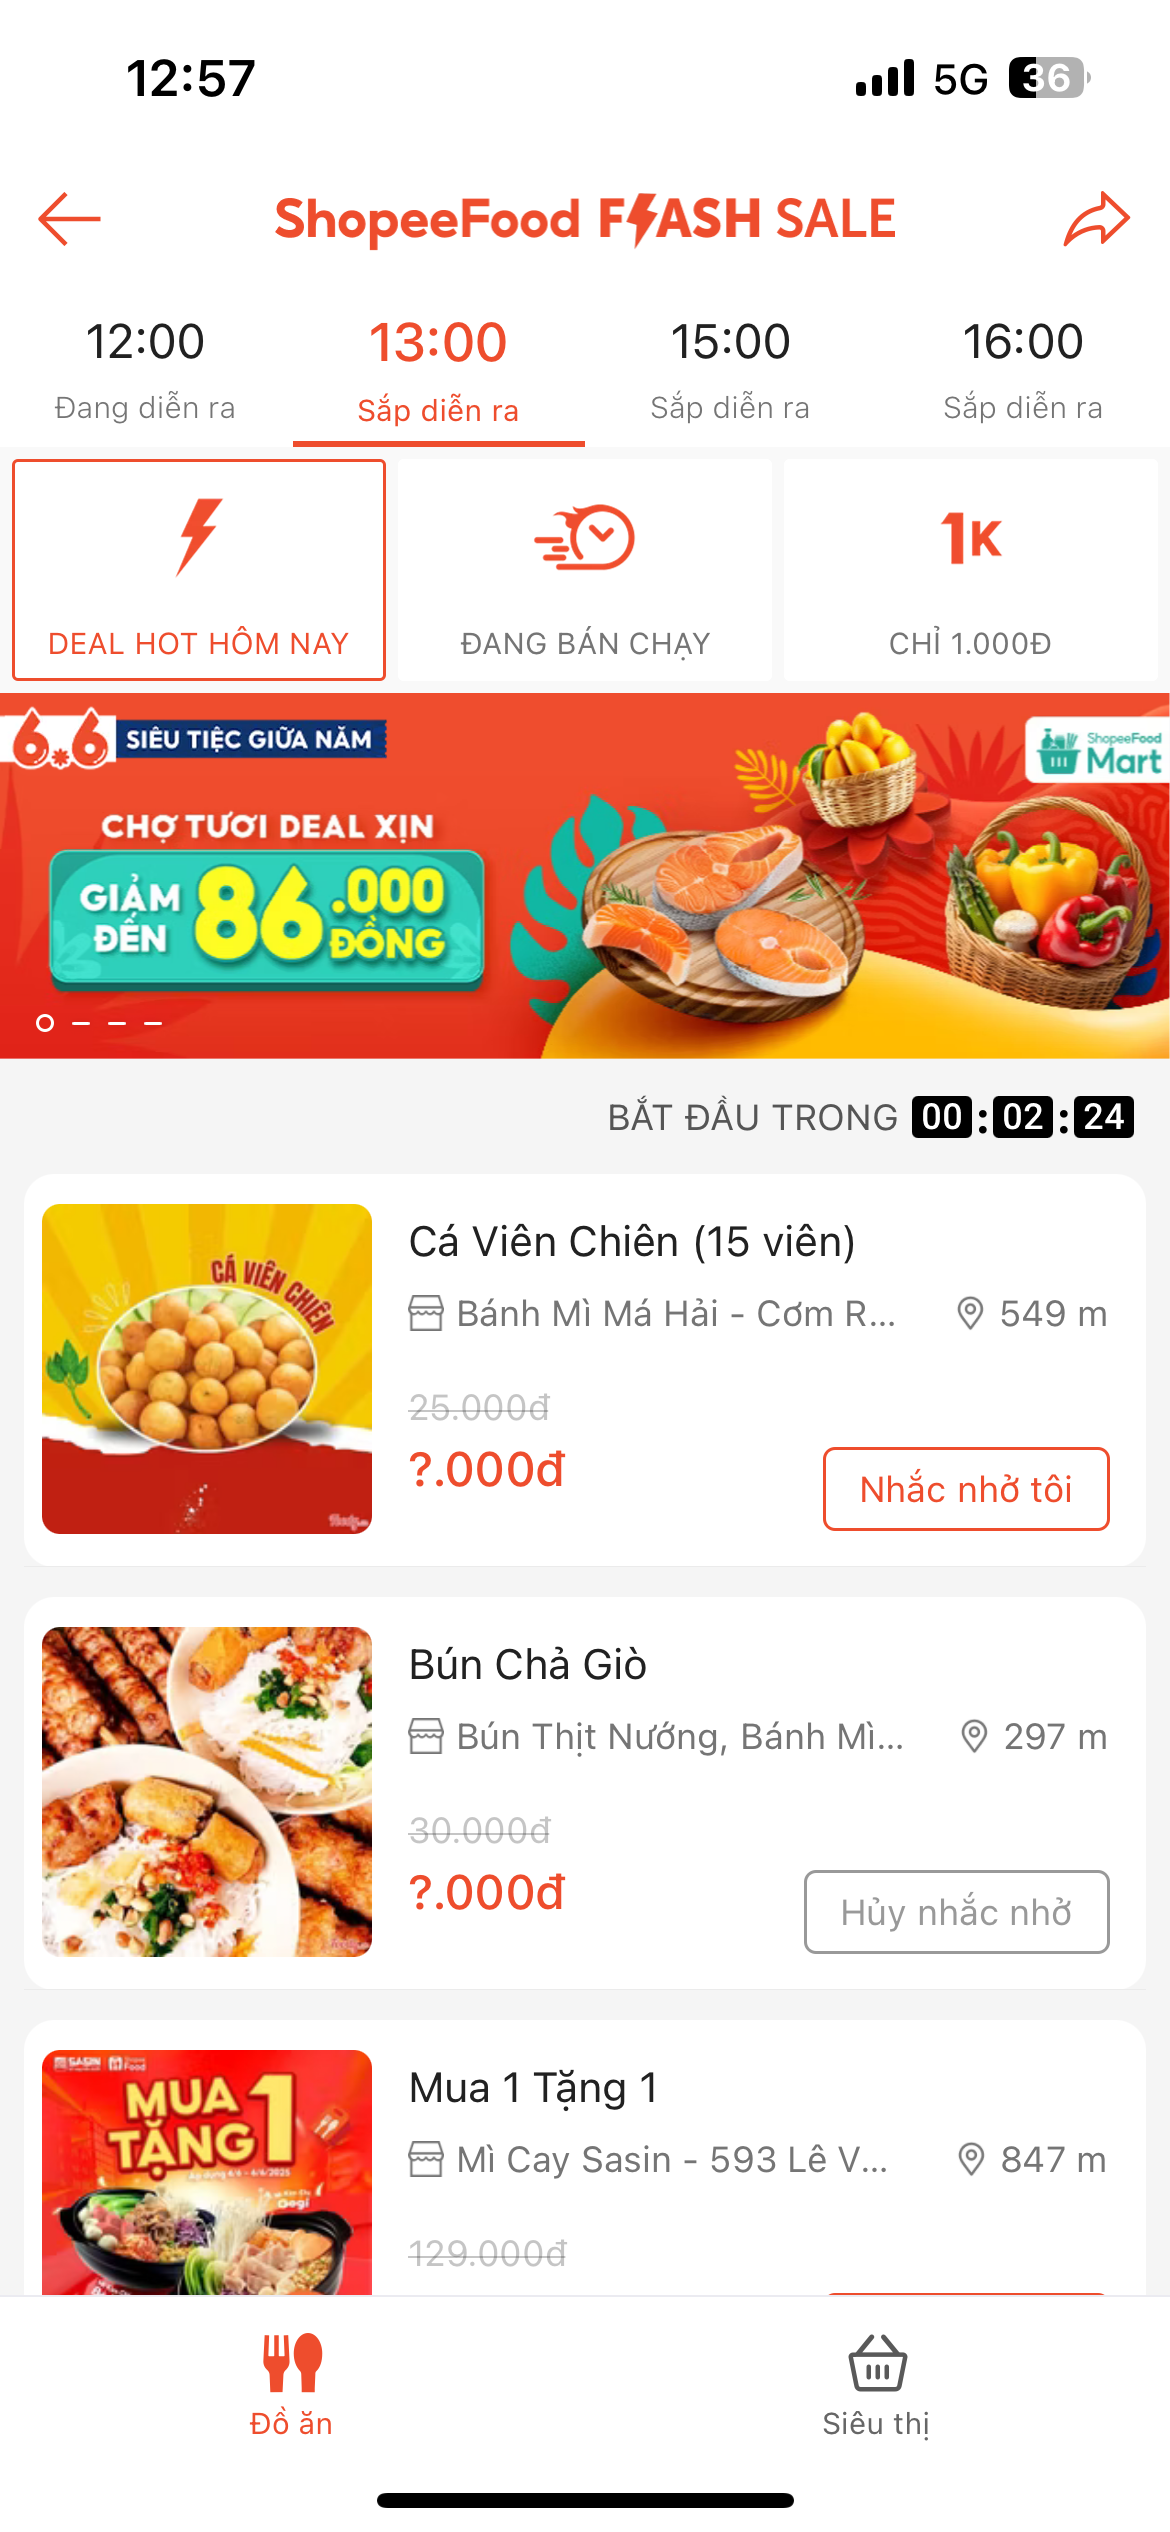 12:57
5G 36
ShopeeFood FLASH SALE
12:00 13:00 15:00 16:00
Đang diễn ra Sắp diễn ra Sắp diễn ra Sắp diễn ra
1K
DEAL HOT HÔM NAY ĐANG BÁN CHẠY CHỈ 1.000Đ
6.6 SIÊU TIỆC GIỮA NĂM
ShopeeFood
Mart
CHỢ TƯƠI DEAL XỊN
GIẢM ĐẾN 86.000 ĐỒNG
BẮT ĐẦU TRONG 00:02:24
CÁ VIÊN CHIÊN
Cá Viên Chiên (15 viên)
Bánh Mì Má Hải - Cơm R... 549 m
25.000đ
?.000đ
Nhắc nhở tôi
Bún Chả Giò
Bún Thịt Nướng, Bánh Mì... 297 m
30.000đ
?.000đ
Hủy nhắc nhở
SASIN
MUA
TẶNG 1
Mua 1 Tặng 1
Mì Cay Sasin - 593 Lê V... 847 m
129.000đ
Đồ ăn Siêu thị